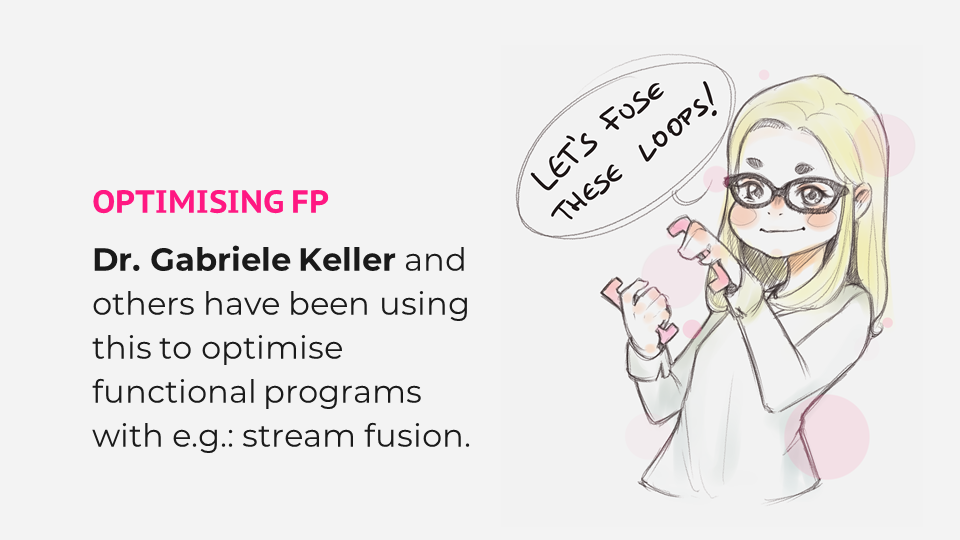 OPTIMISING FP
Dr. Gabriele Keller and
others have been using
this to optimise
functional programs
with e.g.: stream fusion.
LET'S FUSE
THESE LOOPS!